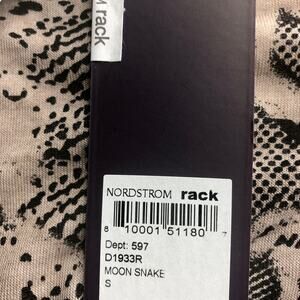 rack
NORDSTROM rack
8 10001 51180 7
Dept: 597
D1933R
MOON SNAKE
S